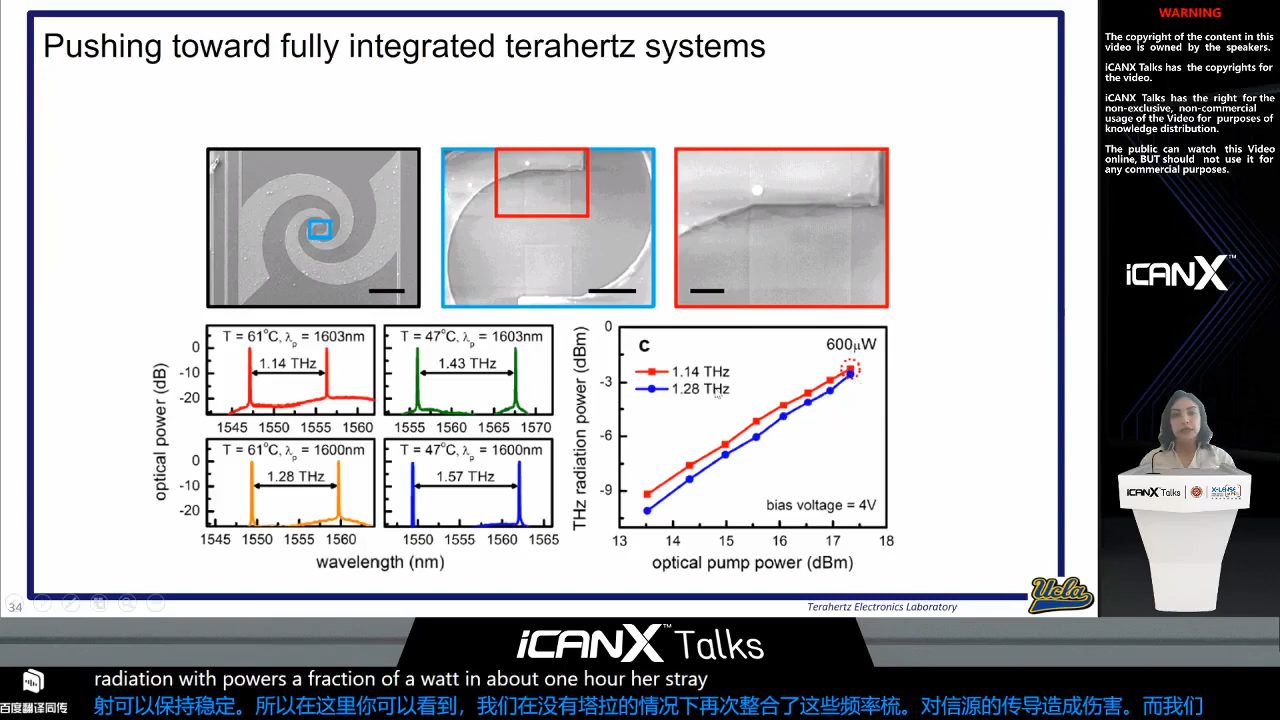 Pushing toward fully integrated terahertz systems
T = 61°C, λp = 1603nm
1.14 THz
T = 47°C, λp = 1603nm
1.43 THz
0
-10
-20
1545 1550 1555 1560
1555 1560 1565 1570
T = 61°C, λp = 1600nm
1.28 THz
T = 47°C, λp = 1600nm
1.57 THz
0
-10
-20
1545 1550 1555 1560
1550 1555 1560 1565
optical power (dB)
wavelength (nm)
THz radiation power (dBm)
0
-3
-6
-9
C
600μW
1.14 THz
1.28 THz
bias voltage = 4V
13 14 15 16 17 18
optical pump power (dBm)
34
Terahertz Electronics Laboratory
Ucla
WARNING
The copyright of the content in this
video is owned by the speakers.
iCANX Talks has the copyrights for
the video.
iCANX Talks has the right for the
non-exclusive, non-commercial
usage of the Video for purposes of
knowledge distribution.
The public can watch this Video
online, BUT should not use it for
any commercial purposes.
iCANX™
iCANX Talks
iCANX™ Talks
radiation with powers a fraction of a watt in about one hour her stray
百度翻译同传
射可以保持稳定。所以在这里你可以看到，我们在没有塔拉的情况下再次整合了这些频率梳。对信源的传导造成伤害。而我们